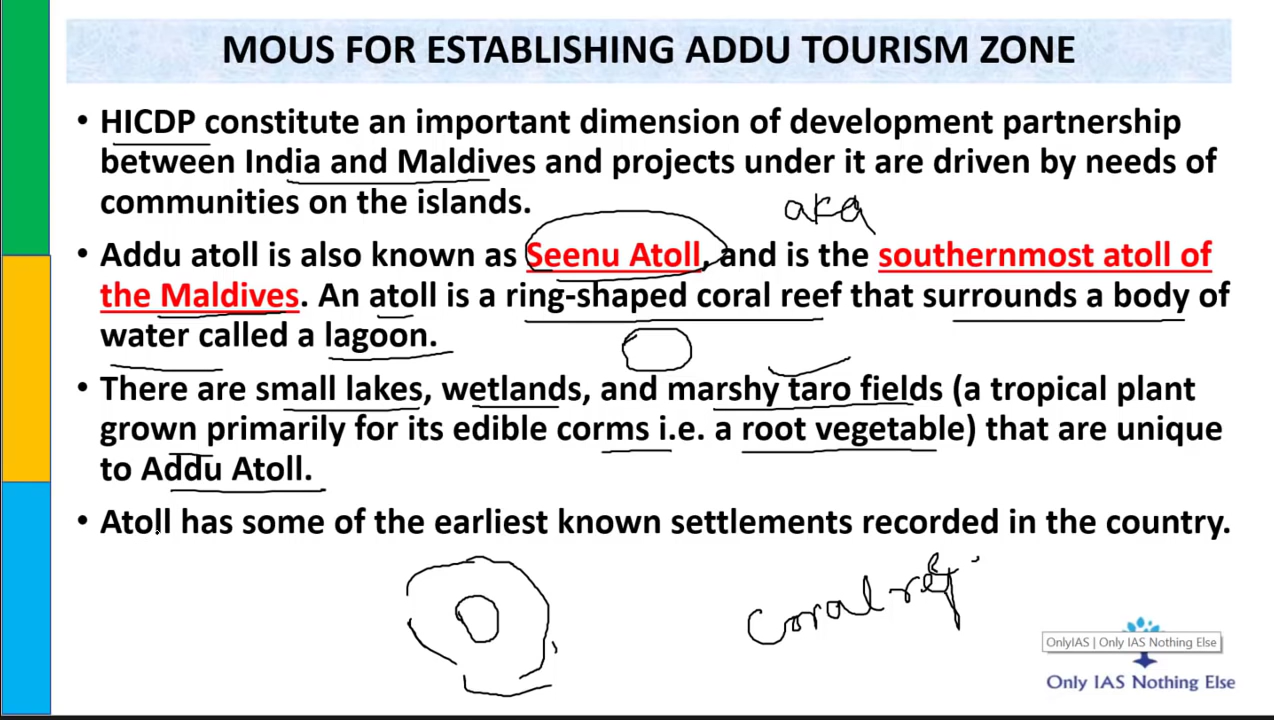 MOUS FOR ESTABLISHING ADDU TOURISM ZONE
• HICDP constitute an important dimension of development partnership
between India and Maldives and projects under it are driven by needs of
communities on the islands.
aka
• Addu atoll is also known as Seenu Atoll, and is the southernmost atoll of
the Maldives. An atoll is a ring-shaped coral reef that surrounds a body of
water called a lagoon.
• There are small lakes, wetlands, and marshy taro fields (a tropical plant
grown primarily for its edible corms i.e. a root vegetable) that are unique
to Addu Atoll.
• Atoll has some of the earliest known settlements recorded in the country.
Coral
OnlyIAS | Only IAS Nothing Else
Only IAS Nothing Else